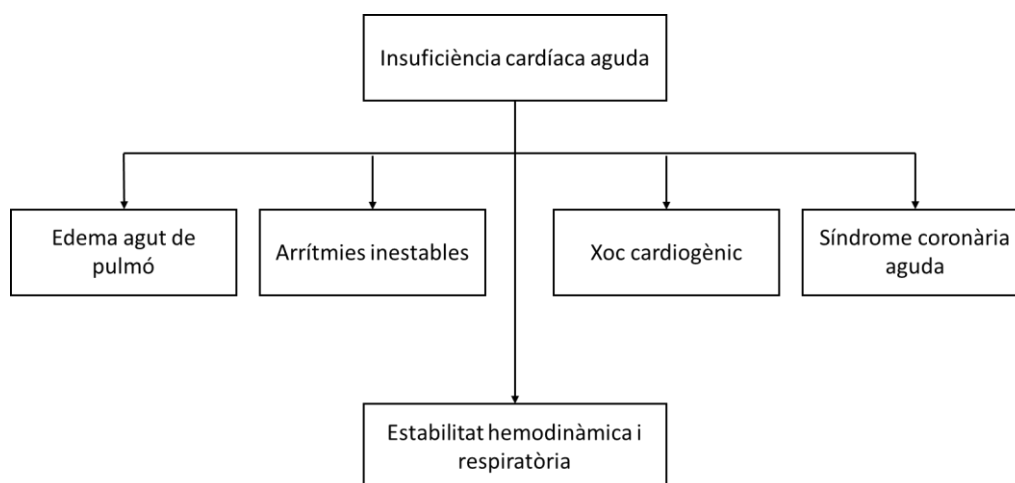 Insuficiència cardíaca aguda
Edema agut de
pulmó
Arrítmies inestables
Xoc cardiogènic
Síndrome coronària
aguda
Estabilitat hemodinàmica i
respiratòria